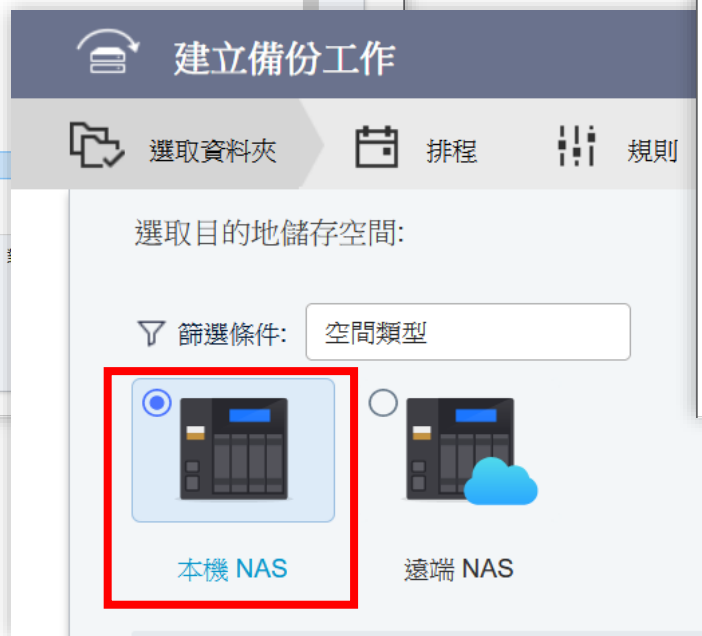 建立備份工作
選取資料夾 排程 規則
選取目的地儲存空間:
篩選條件: 空間類型
本機 NAS 遠端 NAS